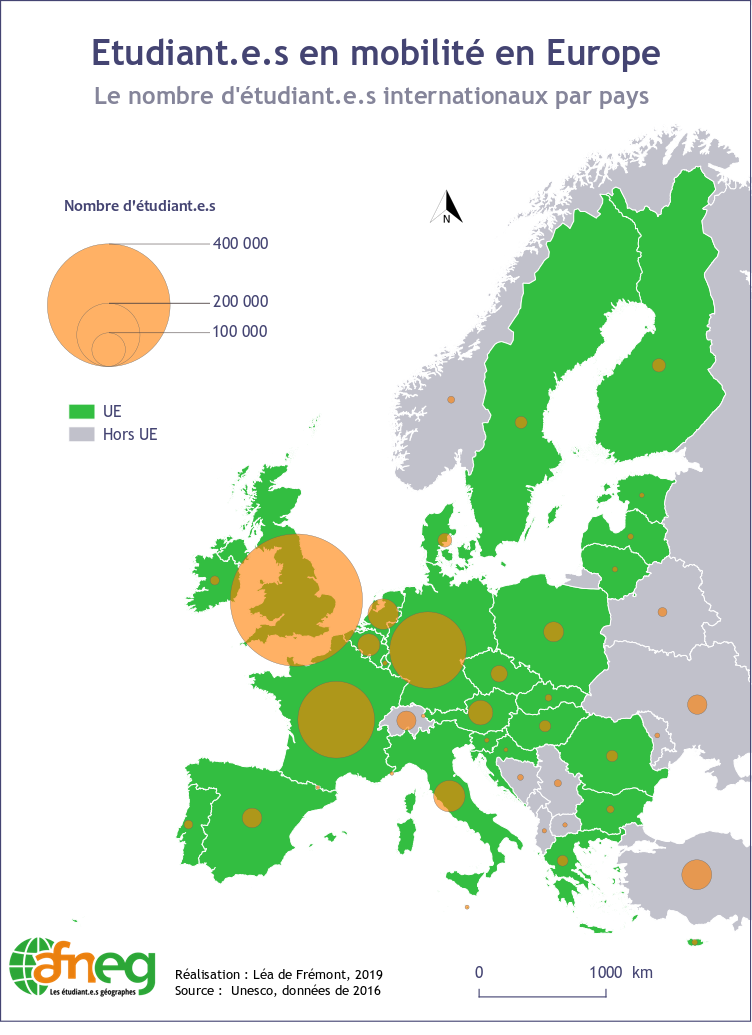 Etudiant.e.s en mobilité en Europe
Le nombre d'étudiant.e.s internationaux par pays
Nombre d'étudiant.e.s
400 000
200 000
100 000
UE
Hors UE
N
afneg
Les étudiant.e.s géographes
Réalisation : Léa de Frémont, 2019
Source : Unesco, données de 2016
0 1000 km